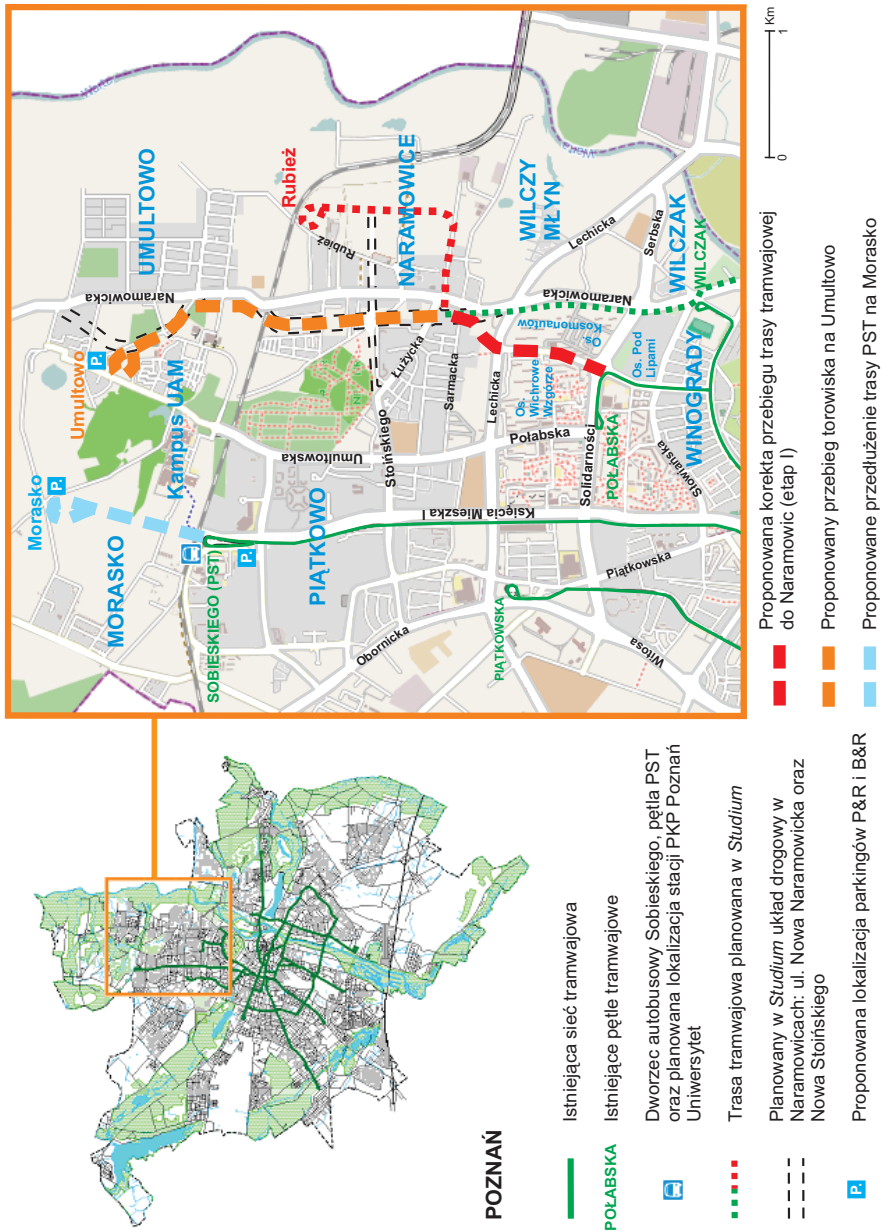 POZNAŃ
Istniejąca sieć tramwajowa
POŁABSKA
Istniejące pętle tramwajowe
Dworzec autobusowy Sobieskiego, pętla PST
oraz planowana lokalizacja stacji PKP Poznań
Uniwersytet
Trasa tramwajowa planowana w Studium
Planowany w Studium układ drogowy w
Naramowicach: ul. Nowa Naramowicka oraz
Nowa Stoińskiego
P.
Proponowana lokalizacja parkingów P&R i B&R
Proponowana korekta przebiegu trasy tramwajowej
do Naramowic (etap I)
Proponowany przebieg torowiska na Umultowo
Proponowane przedłużenie trasy PST na Morasko
0
1
Km
Morasko
P.
MORASKO
SOBIESKIEGO (PST)
P.
Umultowo
P.
Kampus UAM
UMULTOWO
Naramowicka
Rubież
Rubież
NARAMOWICE
PIĄTKOWO
Umultowska
Stoińskiego
Łużycka
Sarmacka
Lechicka
WILCZY
MŁYN
Lechicka
Obornicka
PIĄTKOWSKA
Księcia Mieszka I
Połabska
Os.
Wichrowe
Wzgórze
Os.
Kosmonautów
Naramowicka
Solidarności
POŁABSKA
Os. Pod
Lipami
Serbska
WILCZAK
WILCZAK
Witosa
Piątkowska
Słowiańska
WINOGRADY
Warta